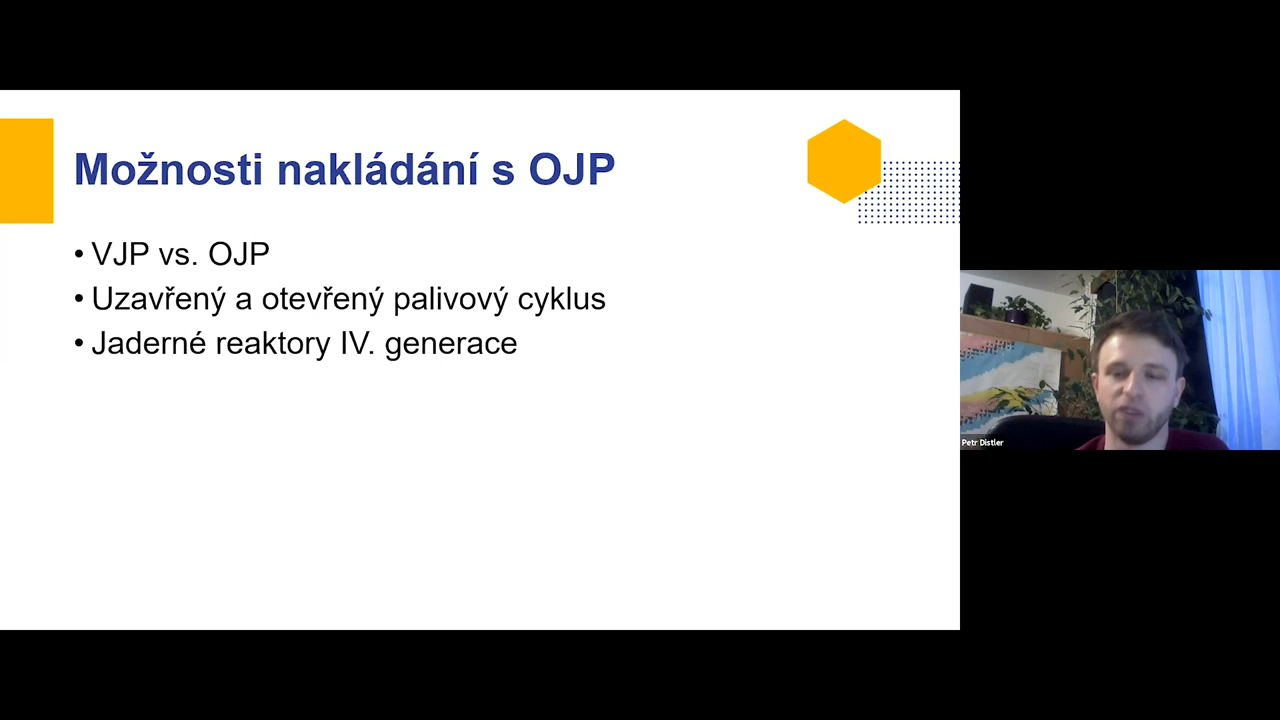 Možnosti nakládání s OJP
• VJP vs. OJP
• Uzavřený a otevřený palivový cyklus
• Jaderné reaktory IV. generace
Petr Distler